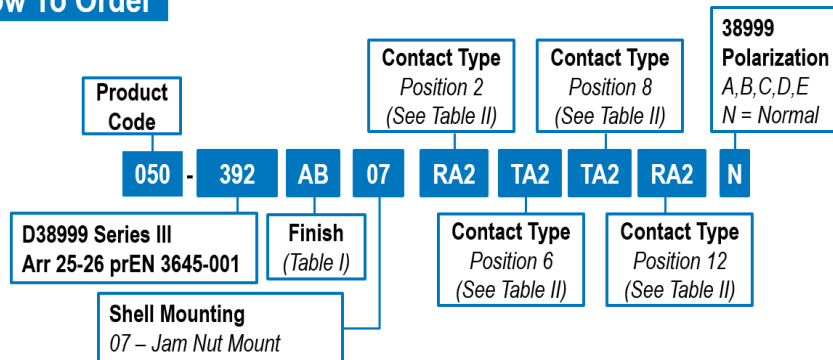 ow To Order
38999
Polarization
A,B,C,D,E
N = Normal
Contact Type
Position 2
(See Table II)
Contact Type
Position 8
(See Table II)
Product
Code
050 - 392 AB 07 RA2 TA2 TA2 RA2 N
D38999 Series III
Arr 25-26 prEN 3645-001
Finish
(Table I)
Contact Type
Position 6
(See Table II)
Contact Type
Position 12
(See Table II)
Shell Mounting
07 – Jam Nut Mount